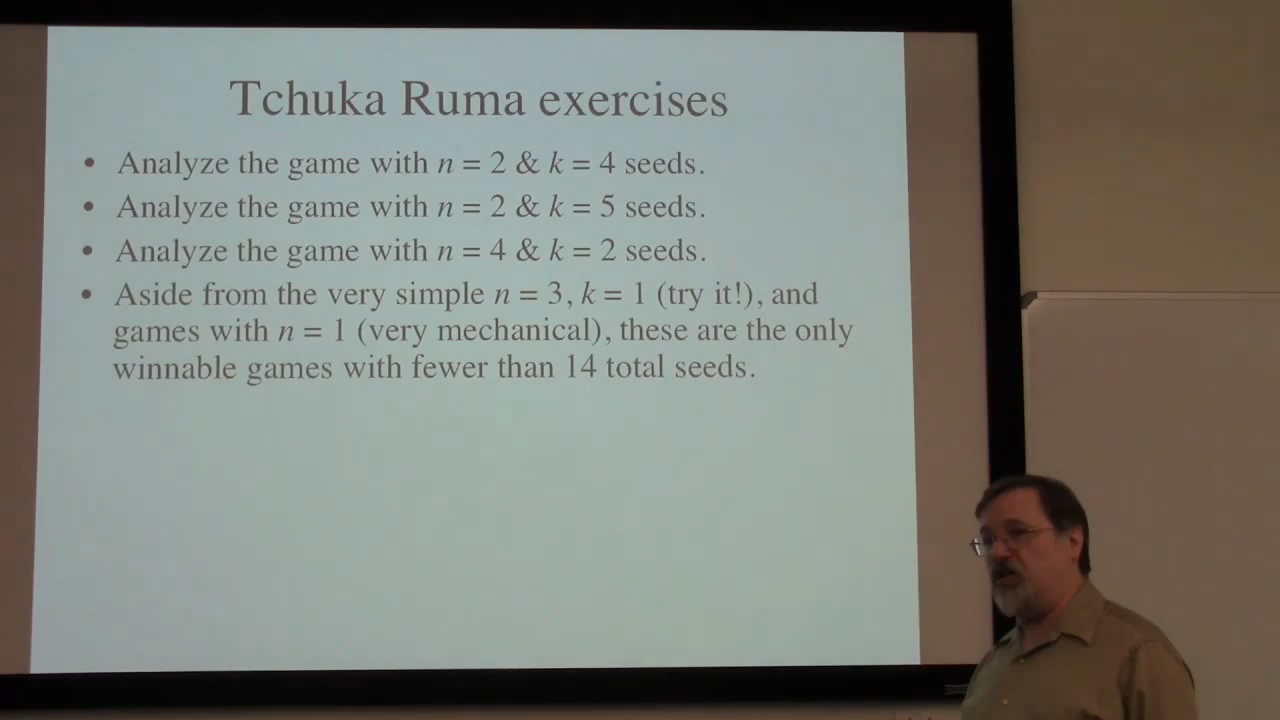 Tchuka Ruma exercises
• Analyze the game with n = 2 & k = 4 seeds.
• Analyze the game with n = 2 & k = 5 seeds.
• Analyze the game with n = 4 & k = 2 seeds.
• Aside from the very simple n = 3, k = 1 (try it!), and
games with n = 1 (very mechanical), these are the only
winnable games with fewer than 14 total seeds.